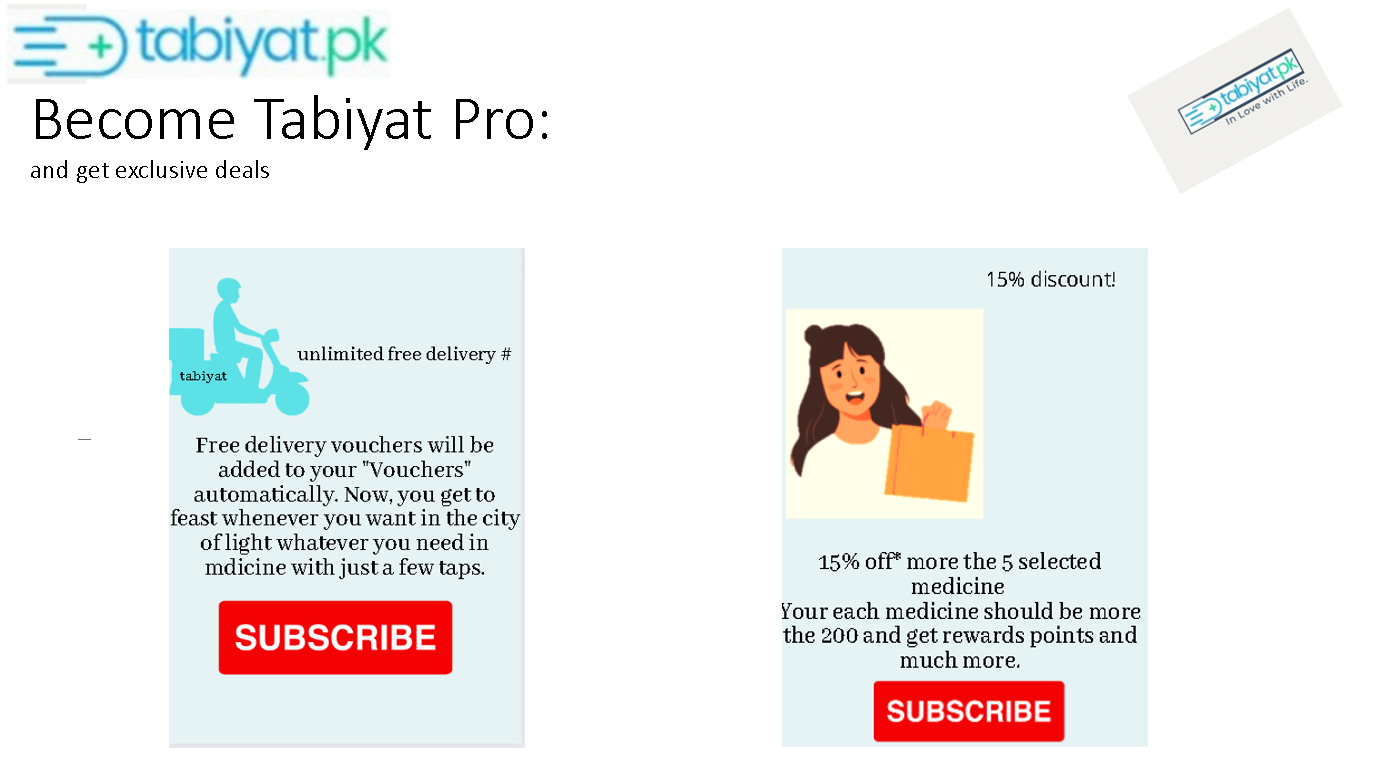 tabiyat.pk
tabiyat.pk
In Love with Life.
Become Tabiyat Pro:
and get exclusive deals
unlimited free delivery #
tabiyat
Free delivery vouchers will be
added to your "Vouchers"
automatically. Now, you get to
feast whenever you want in the city
of light whatever you need in
mdicine with just a few taps.
SUBSCRIBE
15% discount!
15% off* more the 5 selected
medicine
Your each medicine should be more
the 200 and get rewards points and
much more.
SUBSCRIBE